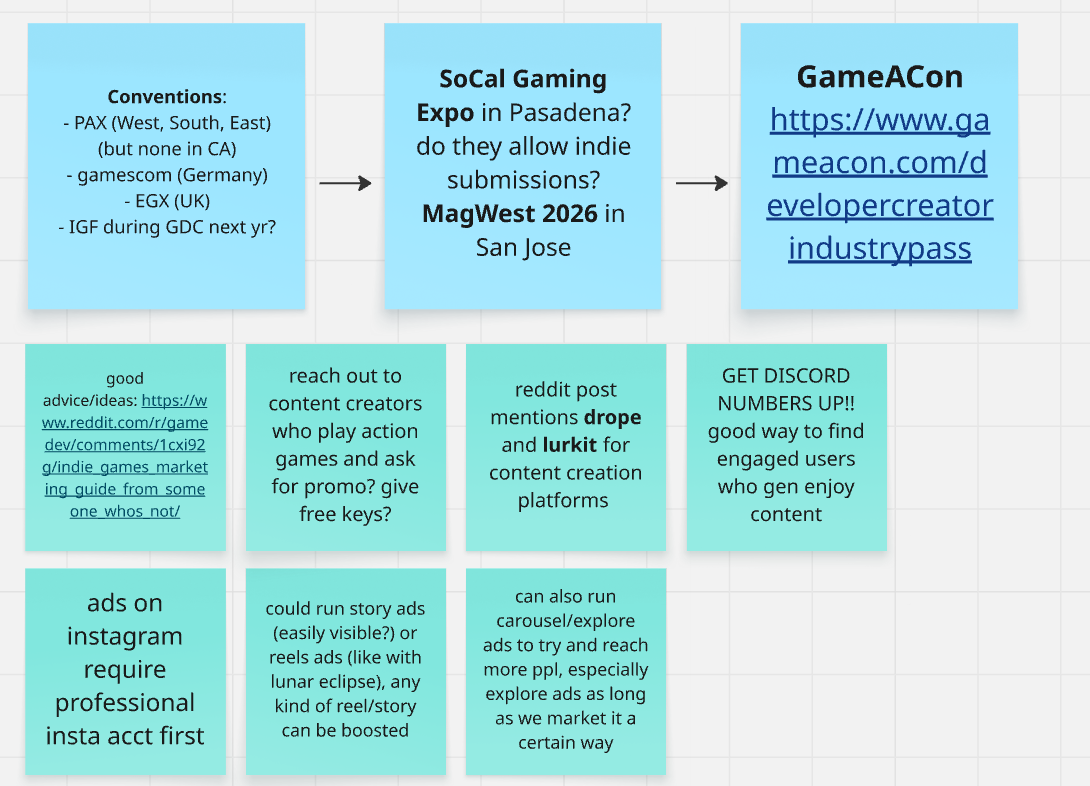 Conventions:
- PAX (West, South, East)
(but none in CA)
- gamescom (Germany)
- EGX (UK)
- IGF during GDC next yr?
SoCal Gaming
Expo in Pasadena?
do they allow indie
submissions?
MagWest 2026 in
San Jose
GameACon
https://www.ga
meacon.com/d
evelopercreator
industrypass
good
advice/ideas: https://w
ww.reddit.com/r/game
dev/comments/1cxi92
g/indie_games_market
ing_guide_from_some
one_whos_not/
reach out to
content creators
who play action
games and ask
for promo? give
free keys?
reddit post
mentions drope
and lurkit for
content creation
platforms
GET DISCORD
NUMBERS UP!!
good way to find
engaged users
who gen enjoy
content
ads on
instagram
require
professional
insta acct first
could run story ads
(easily visible?) or
reels ads (like with
lunar eclipse), any
kind of reel/story
can be boosted
can also run
carousel/explore
ads to try and reach
more ppl, especially
explore ads as long
as we market it a
certain way